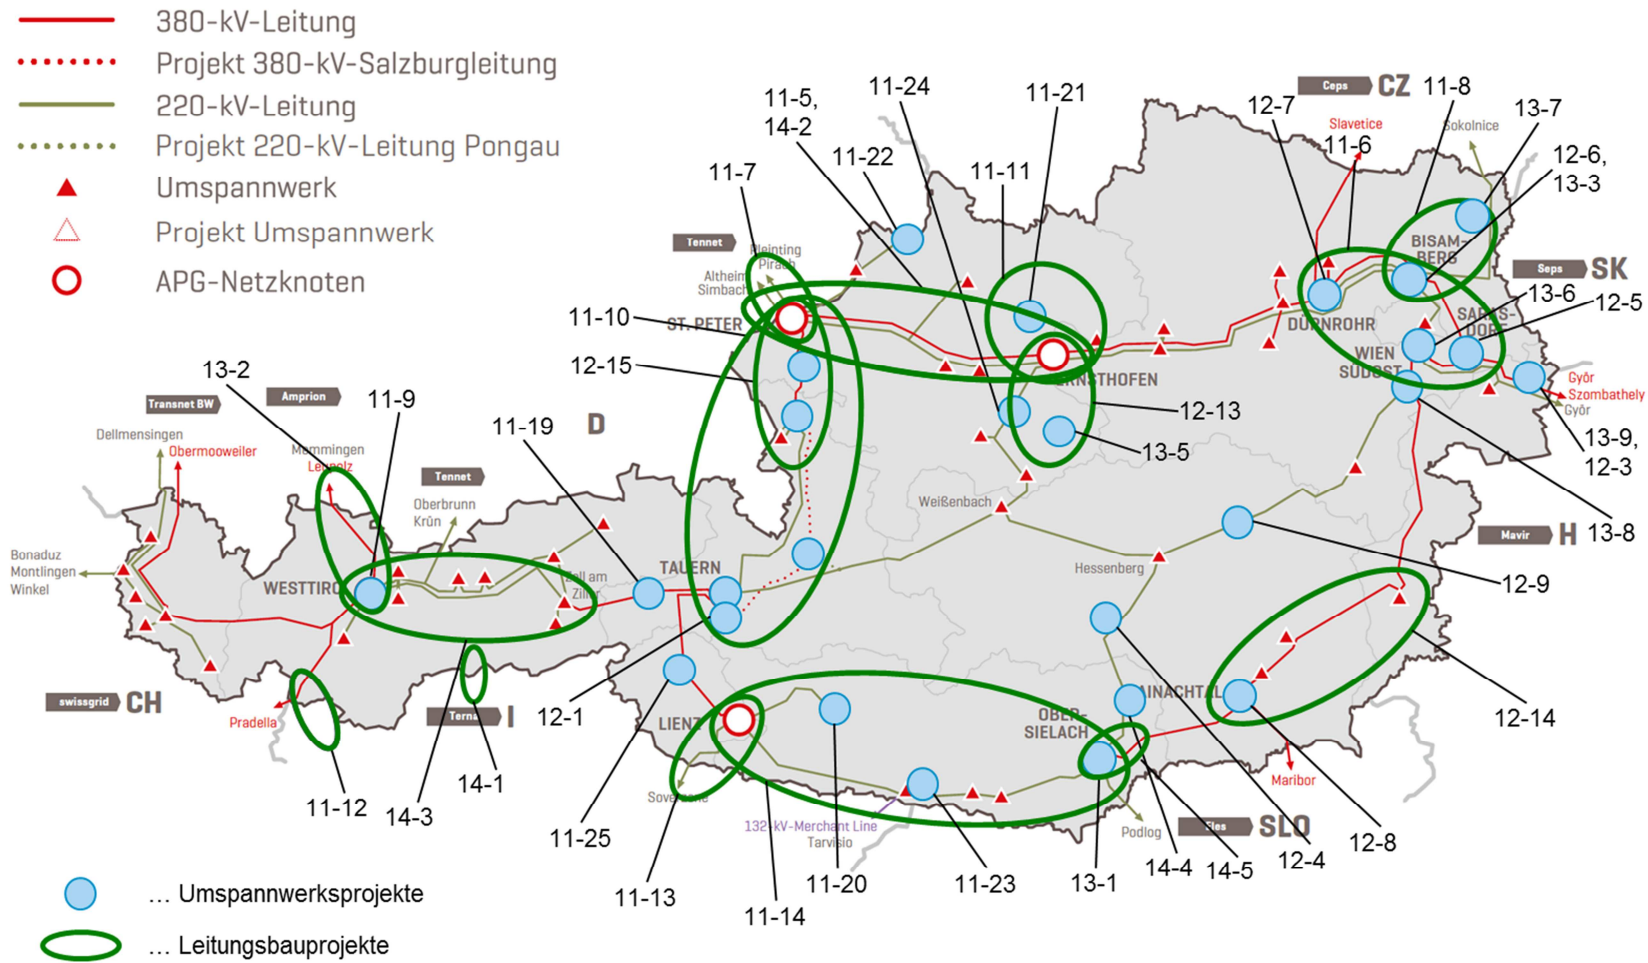 380-kV-Leitung
Projekt 380-kV-Salzburgleitung
220-kV-Leitung
Projekt 220-kV-Leitung Pongau
Umspannwerk
Projekt Umspannwerk
APG-Netzknoten
11-24
11-5,
14-2
11-22
11-7
11-21
11-11
12-7
Ceps CZ
11-8
Slavetice
11-6
Sokolnice
13-7
12-6,
13-3
Tennet
Pleinting
Pirach
Altheim
Simbach
ST. PETER
BISAM-
BERG
Seps SK
13-6
12-5
SARAS-
DORF
DÜRNROHR
WIEN
SÜDOST
11-10
12-15
ERNSTHOFEN
12-13
13-5
Győr
Szombathely
Győr
13-9,
12-3
13-8
13-2
Amprion
11-9
Transnet BW
Dellmensingen
Obermooweiler
Memmingen
Leupolz
Tennet
Oberbrunn
Krün
D
11-19
Weißenbach
Mavir H
Bonaduz
Montlingen
Winkel
WESTTIROL
Zell am
Ziller
TAUERN
Hessenberg
12-9
swissgrid CH
Pradella
Terna I
12-1
LIENZ
OBER-
SIELACH
12-14
11-12
14-3
14-1
11-25
Soverzene
132-kV-Merchant Line
Tarvisio
Podlog
Eles SLO
Maribor
11-13
11-14
11-20
11-23
13-1
14-4
14-5
12-4
12-8
... Umspannwerksprojekte
... Leitungsbauprojekte